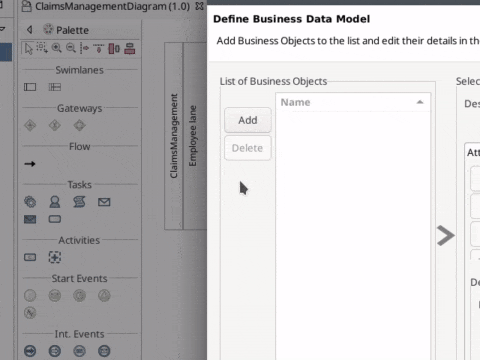 ClaimsManagementDiagram (1.0)
Palette
Swimlanes
Gateways
Flow
Tasks
Activities
Start Events
Int. Events
ClaimsManagement
Employee lane
Define Business Data Model
Add Business Objects to the list and edit their details in th
List of Business Objects
Name
Add
Delete
Selec
Des
Att
De